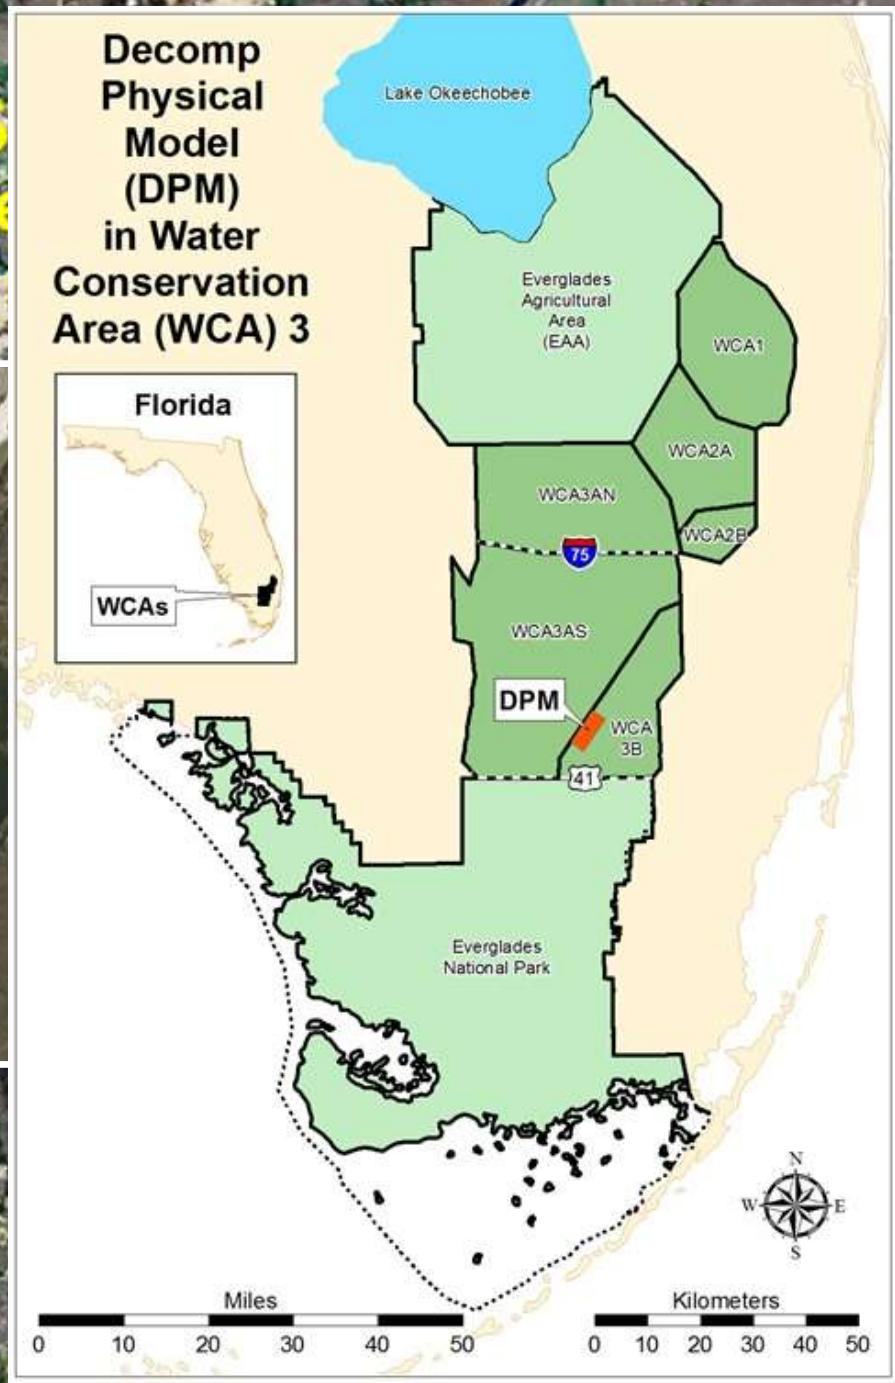 Decomp
Physical
Model
(DPM)
in Water
Conservation
Area (WCA) 3
Lake Okeechobee
Everglades
Agricultural
Area
(EAA)
WCA1
WCA2A
WCA2B
WCA3AN
75
WCA3AS
DPM
WCA
3B
41
Florida
WCAs
Everglades
National Park
N
W E
S
Miles
0 10 20 30 40 50
Kilometers
0 10 20 30 40 50